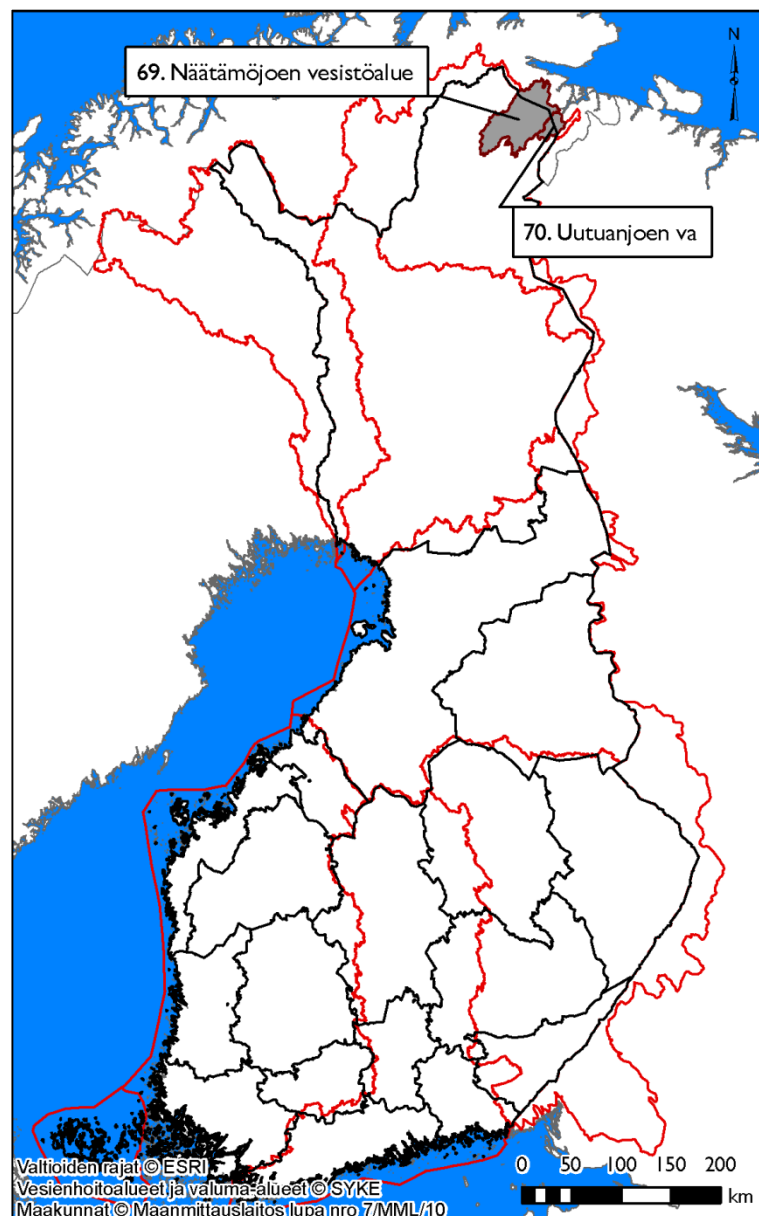 N
69. Näätämöjoen vesistöalue
70. Uutuanjoen va
Valtioiden rajat © ESRI
Vesienhoitoalueet ja valuma-alueet © SYKE
Maakunnat © Maanmittauslaitos lupa nro 7/MML/10
0 50 100 150 200
km